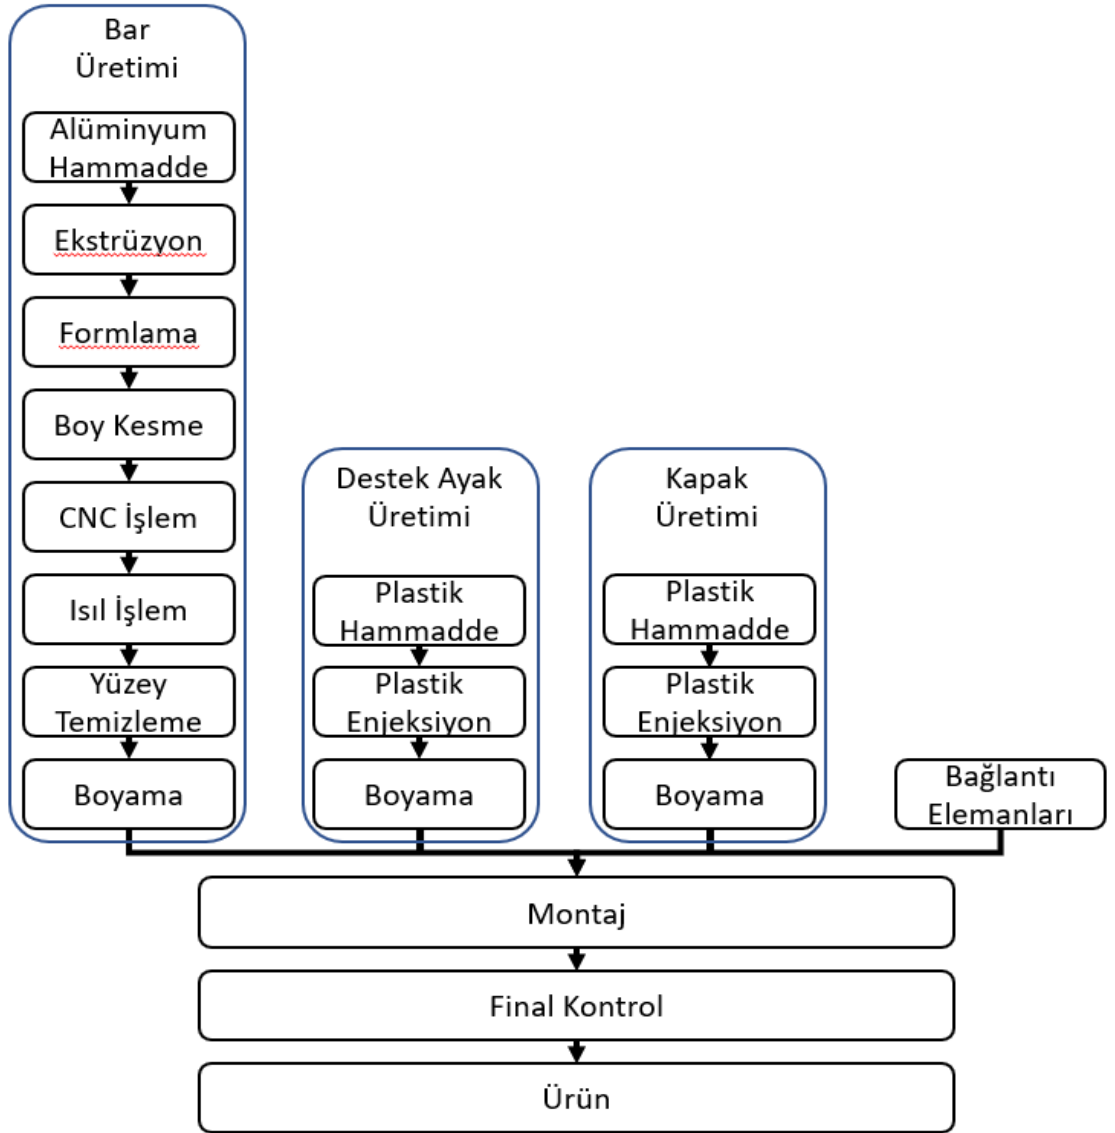 Bar
Üretimi
Alüminyum
Hammadde
Ekstrüzyon
Formlama
Boy Kesme
CNC İşlem
Isıl İşlem
Yüzey
Temizleme
Boyama
Destek Ayak
Üretimi
Plastik
Hammadde
Plastik
Enjeksiyon
Boyama
Kapak
Üretimi
Plastik
Hammadde
Plastik
Enjeksiyon
Boyama
Bağlantı
Elemanları
Montaj
Final Kontrol
Ürün